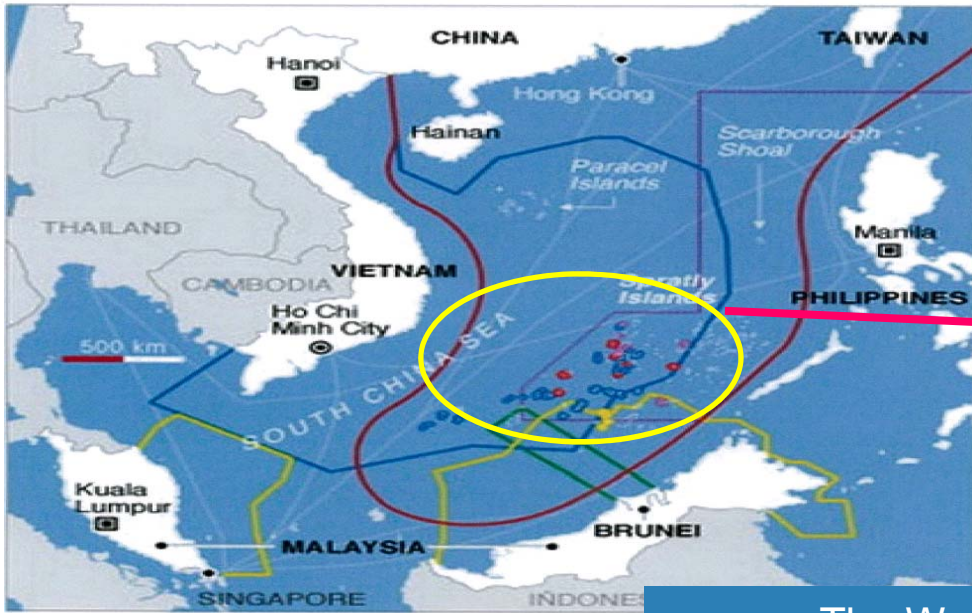 CHINA
TAIWAN
Hanoi
Hong Kong
Hainan
Scarborough
Shoal
Paracel
Islands
THAILAND
Manila
VIETNAM
CAMBODIA
Spratly
Islands
PHILIPPINES
Ho Chi
Minh City
500 km
SOUTH CHINA SEA
Kuala
Lumpur
BRUNEI
MALAYSIA
SINGAPORE
The